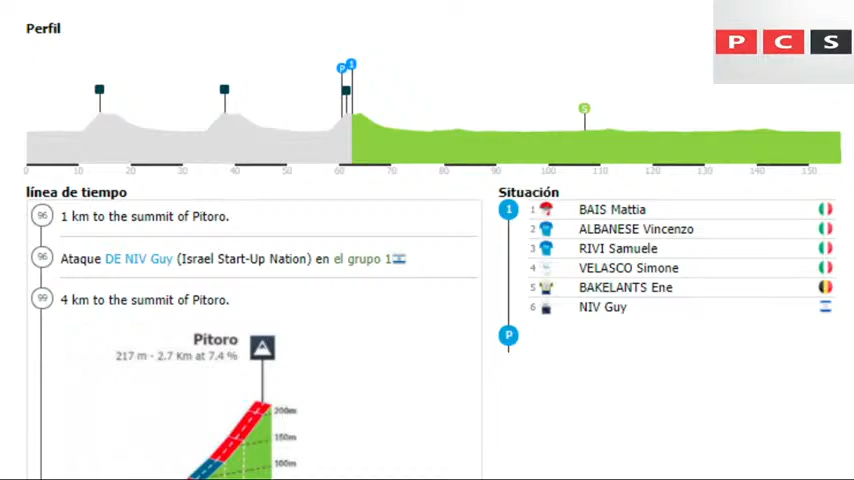 Perfil
P C S
P 1
S
0 10 20 30 40 50 60 70 80 90 100 110 120 130 140 150
línea de tiempo
96 1 km to the summit of Pitoro.
96 Ataque DE NIV Guy (Israel Start-Up Nation) en el grupo 1
99 4 km to the summit of Pitoro.
Pitoro
217 m - 2.7 Km at 7.4 %
200m
150m
100m
Situación
1
1 BAIS Mattia
2 ALBANESE Vincenzo
3 RIVI Samuele
4 VELASCO Simone
5 BAKELANTS Ene
6 NIV Guy
P